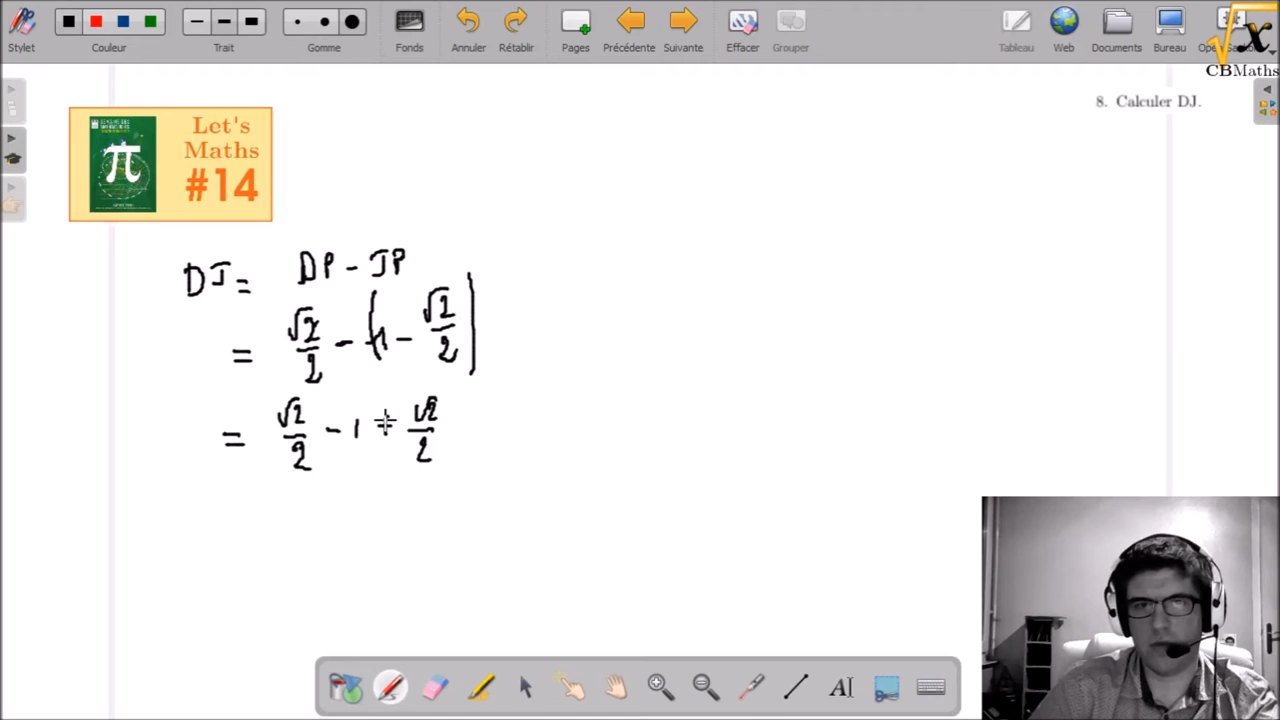 Stylet
Couleur
Trait
Gomme
Fonds
Annuler
Rétablir
Pages
Précédente
Suivante
Effacer
Grouper
Tableau
Web
Documents
Bureau
√x
CBMaths
8. Calculer DJ.
π
Let's
Maths
#14
DJ = DP - JP
= √2/2 - (1 - √2/2)
= √2/2 - 1 + √2/2
AI